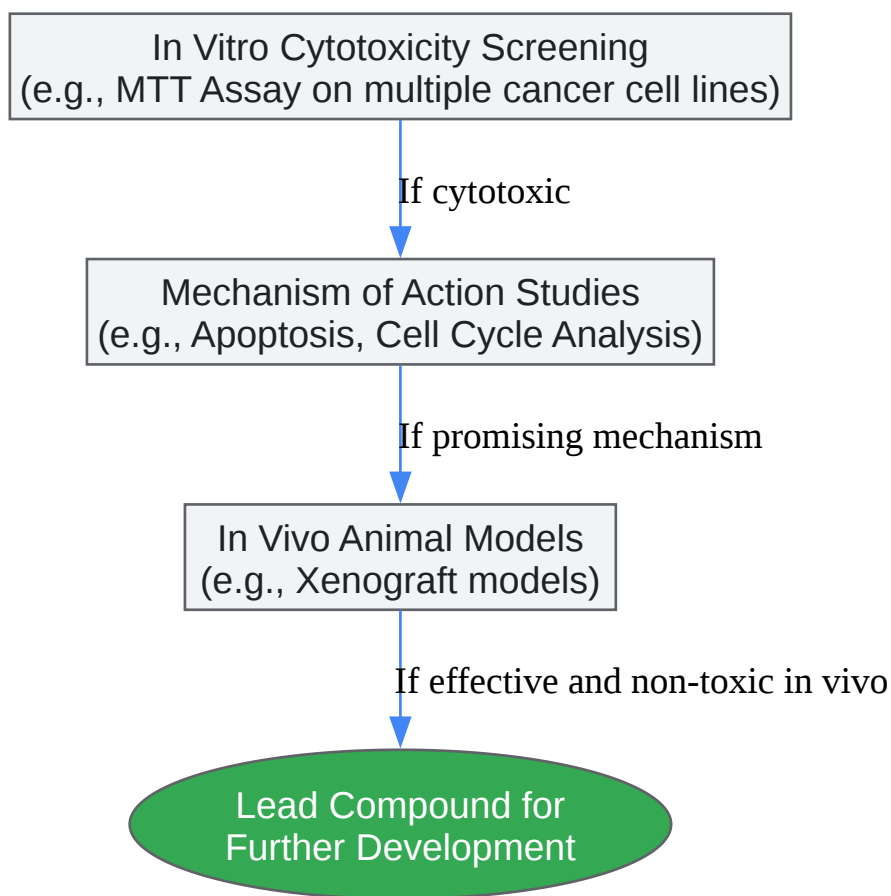 In Vitro Cytotoxicity Screening
(e.g., MTT Assay on multiple cancer cell lines)
If cytotoxic
Mechanism of Action Studies
(e.g., Apoptosis, Cell Cycle Analysis)
If promising mechanism
In Vivo Animal Models
(e.g., Xenograft models)
If effective and non-toxic in vivo
Lead Compound for
Further Development